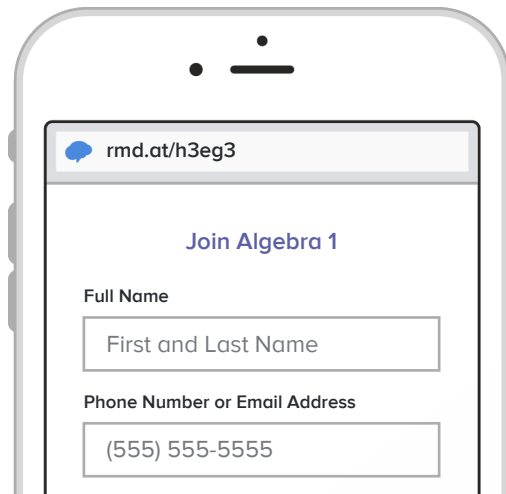 rmd.at/h3eg3
Join Algebra 1
Full Name
First and Last Name
Phone Number or Email Address
(555) 555-5555